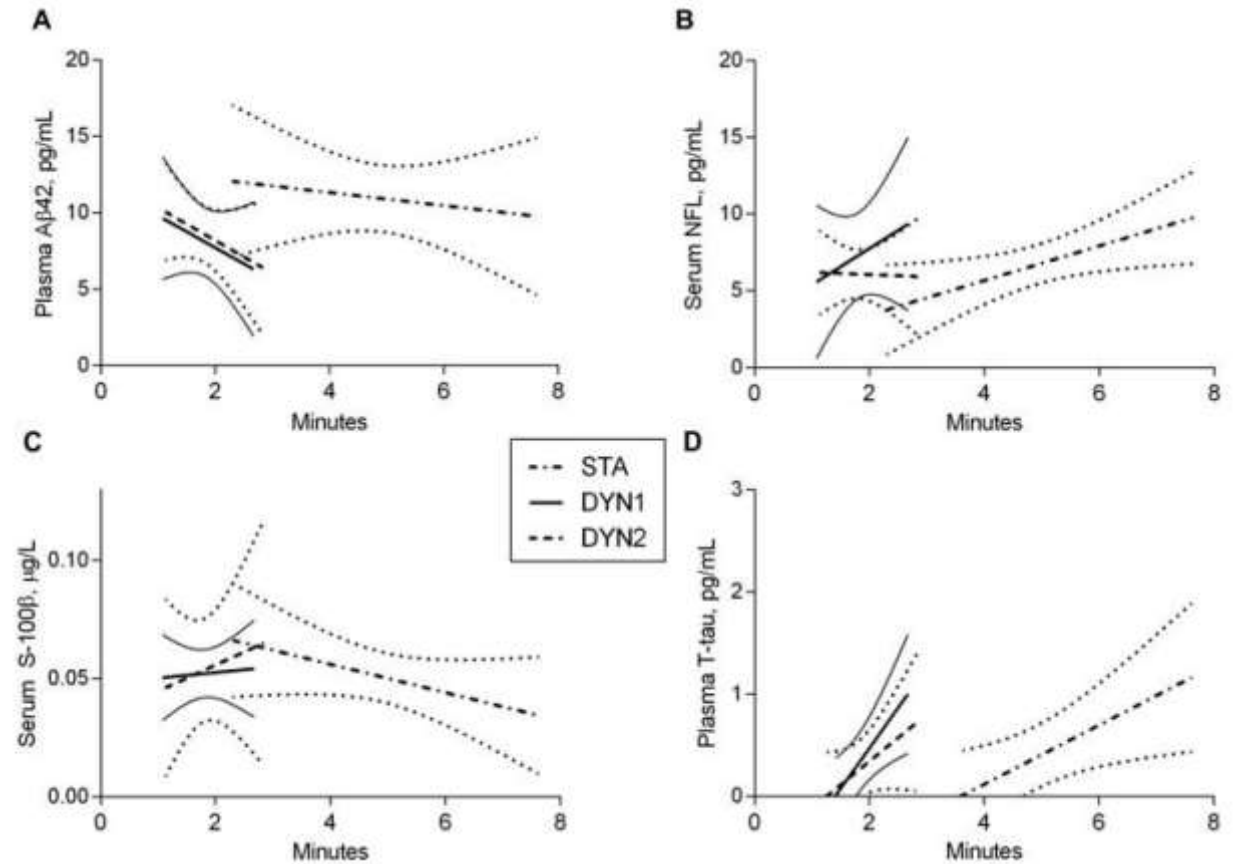 A
Plasma Aβ42, pg/mL
20
15
10
5
0
0 2 4 6 8
Minutes
B
Serum NFL, pg/mL
20
15
10
5
0
0 2 4 6 8
Minutes
C
Serum S-100β, µg/L
0.10
0.05
0.00
0 2 4 6 8
Minutes
STA
DYN1
DYN2
D
Plasma T-tau, pg/mL
3
2
1
0
0 2 4 6 8
Minutes